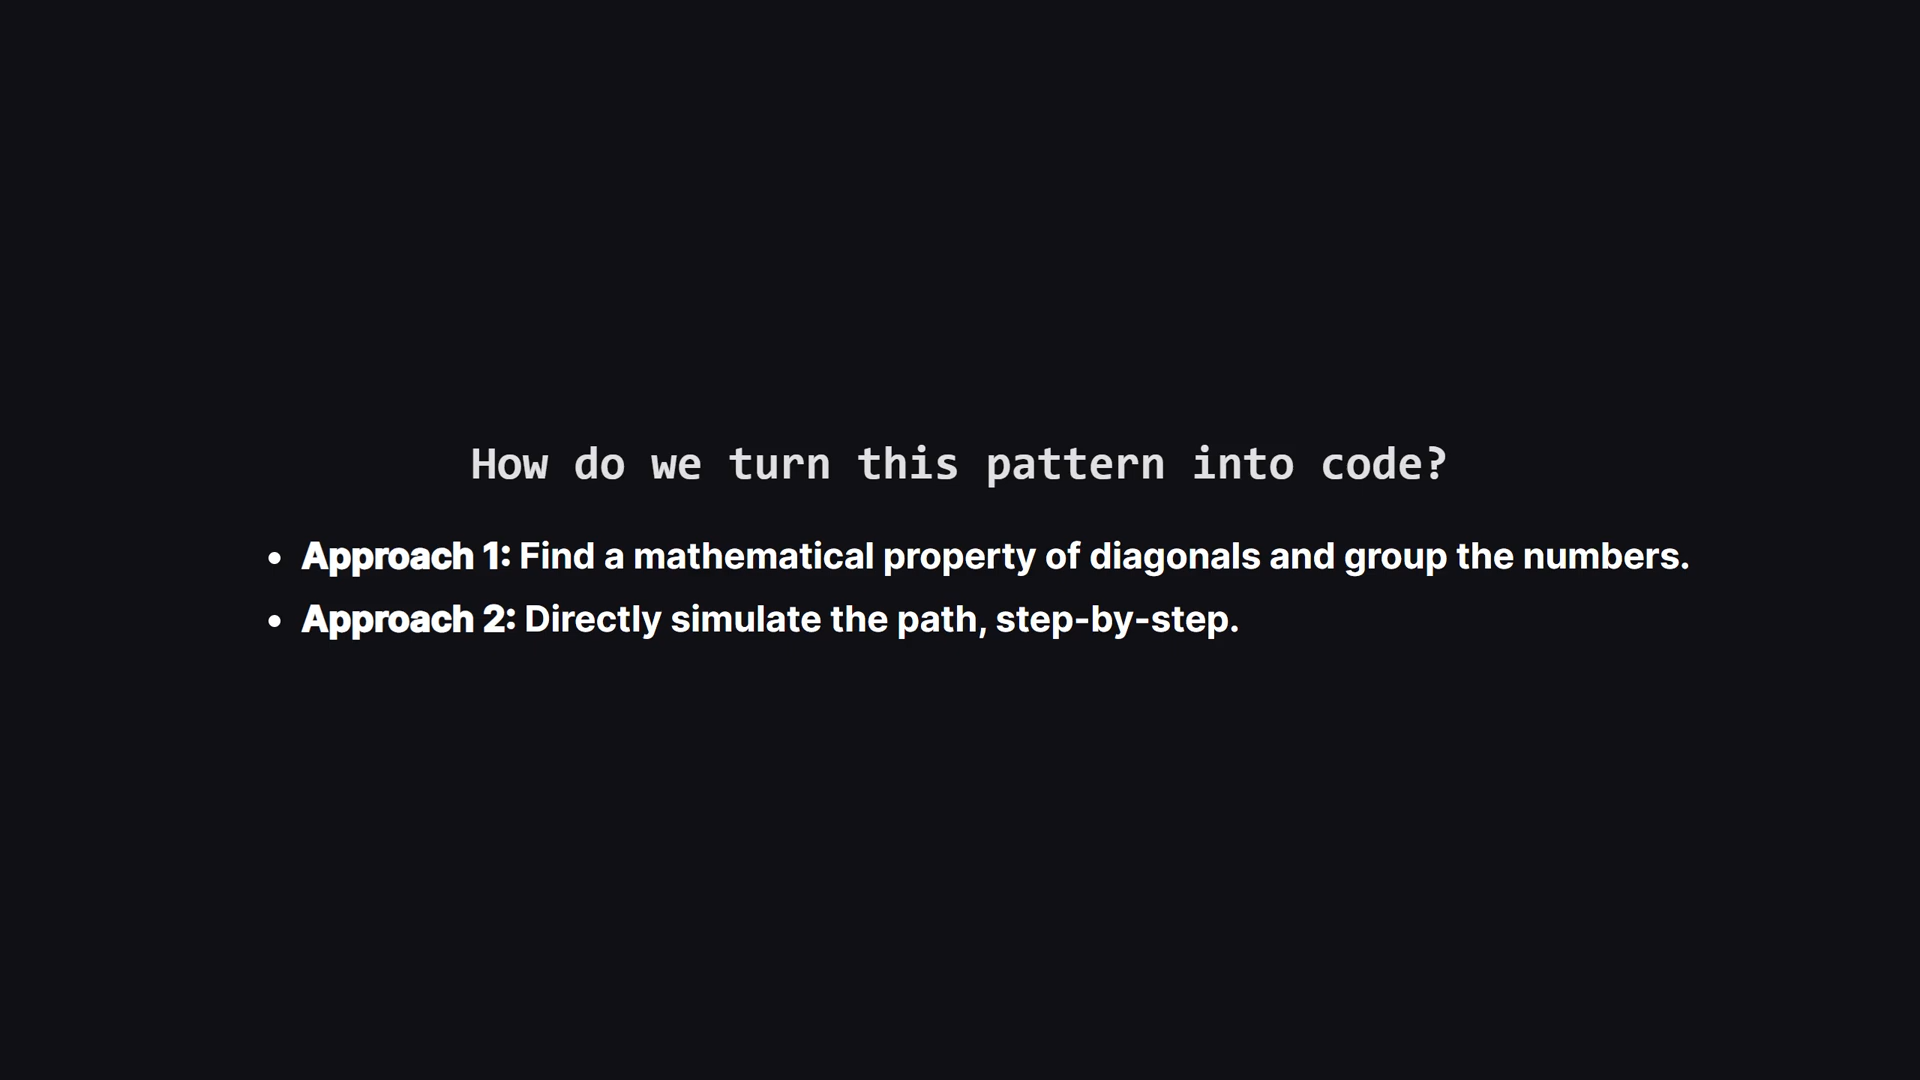 How do we turn this pattern into code?
• Approach 1: Find a mathematical property of diagonals and group the numbers.
• Approach 2: Directly simulate the path, step-by-step.